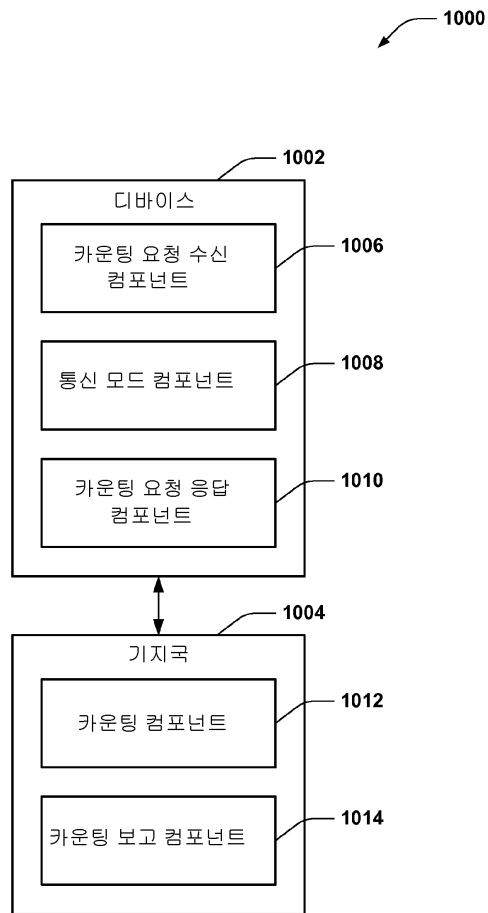 1000
1002
디바이스
카운팅 요청 수신
컴포넌트
1006
통신 모드 컴포넌트
1008
카운팅 요청 응답
컴포넌트
1010
1004
기지국
카운팅 컴포넌트
1012
카운팅 보고 컴포넌트
1014